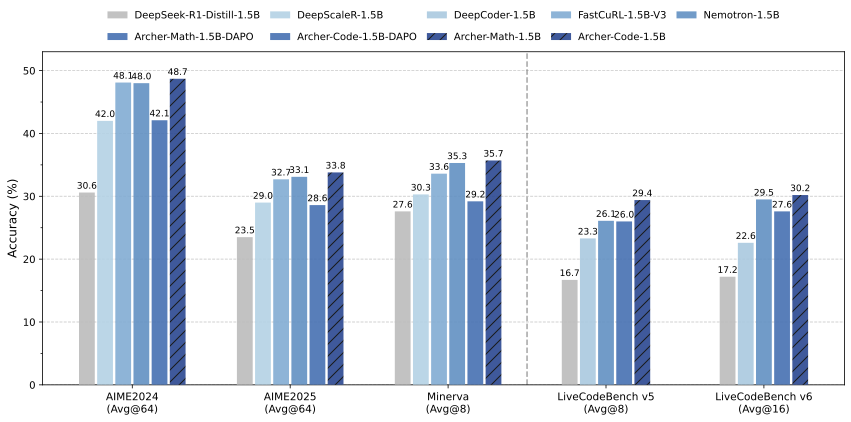 DeepSeek-R1-Distill-1.5B DeepScaleR-1.5B DeepCoder-1.5B FastCuRL-1.5B-V3 Nemotron-1.5B
Archer-Math-1.5B-DAPO Archer-Code-1.5B-DAPO Archer-Math-1.5B Archer-Code-1.5B
Accuracy (%)
50
40
30
20
10
0
30.6 42.0 48.1 48.0 42.1 48.7
23.5 29.0 32.7 33.1 28.6 33.8
27.6 30.3 33.6 35.3 29.2 35.7
16.7 23.3 26.1 26.0 29.4
17.2 22.6 29.5 27.6 30.2
AIME2024
(Avg@64)
AIME2025
(Avg@64)
Minerva
(Avg@8)
LiveCodeBench v5
(Avg@8)
LiveCodeBench v6
(Avg@16)